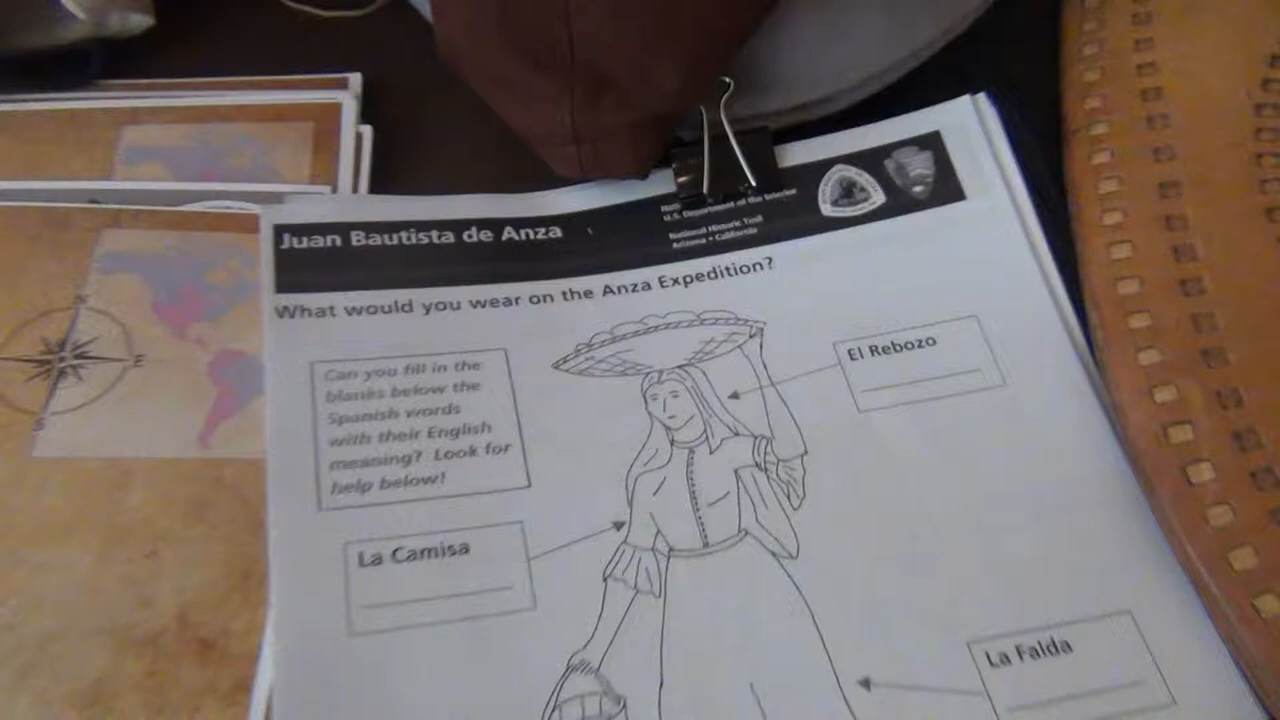 Juan Bautista de Anza
U.S. Department of the Interior
National Historic Trail
Arizona • California
What would you wear on the Anza Expedition?
Can you fill in the
blanks below the
Spanish words
with their English
meaning? Look for
help below!
El Rebozo
La Camisa
La Falda
N
E
S